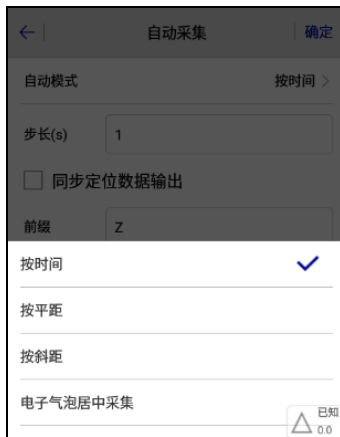 自动采集 确定
自动模式 按时间
步长(s) 1
同步定位数据输出
前缀 Z
按时间
按平距
按斜距
电子气泡居中采集
已知
0.0